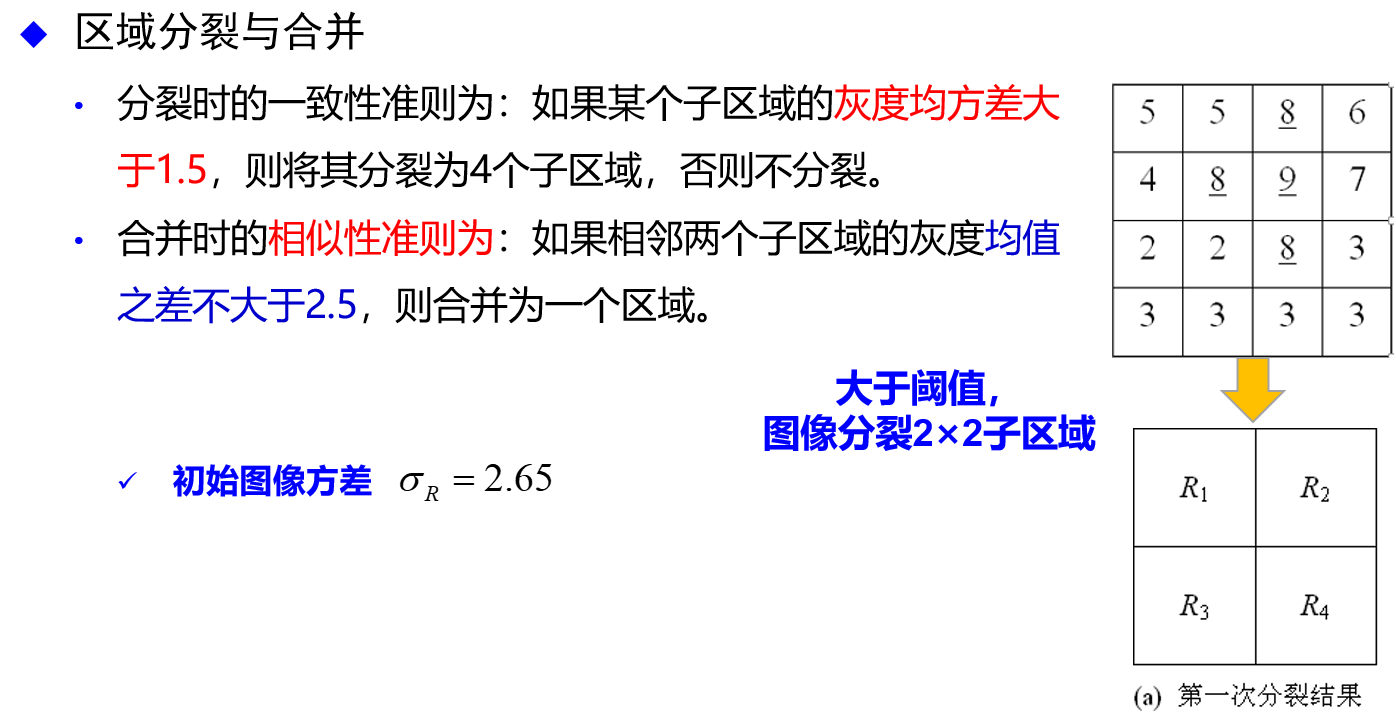 区域分裂与合并
分裂时的一致性准则为：如果某个子区域的灰度均方差大
于1.5，则将其分裂为4个子区域，否则不分裂。
合并时的相似性准则为：如果相邻两个子区域的灰度均值
之差不大于2.5，则合并为一个区域。
大于阈值，
图像分裂2×2子区域
✓ 初始图像方差 σR = 2.65
5 5 8 6
4 8 9 7
2 2 8 3
3 3 3 3
R1 R2
R3 R4
(a) 第一次分裂结果